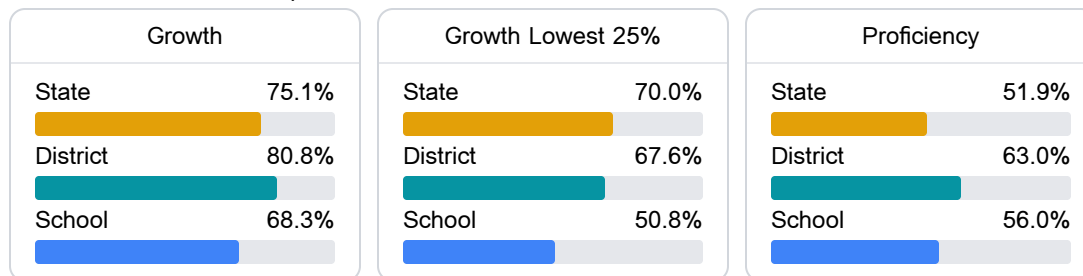 Growth
State 75.1%
District 80.8%
School 68.3%
Growth Lowest 25%
State 70.0%
District 67.6%
School 50.8%
Proficiency
State 51.9%
District 63.0%
School 56.0%